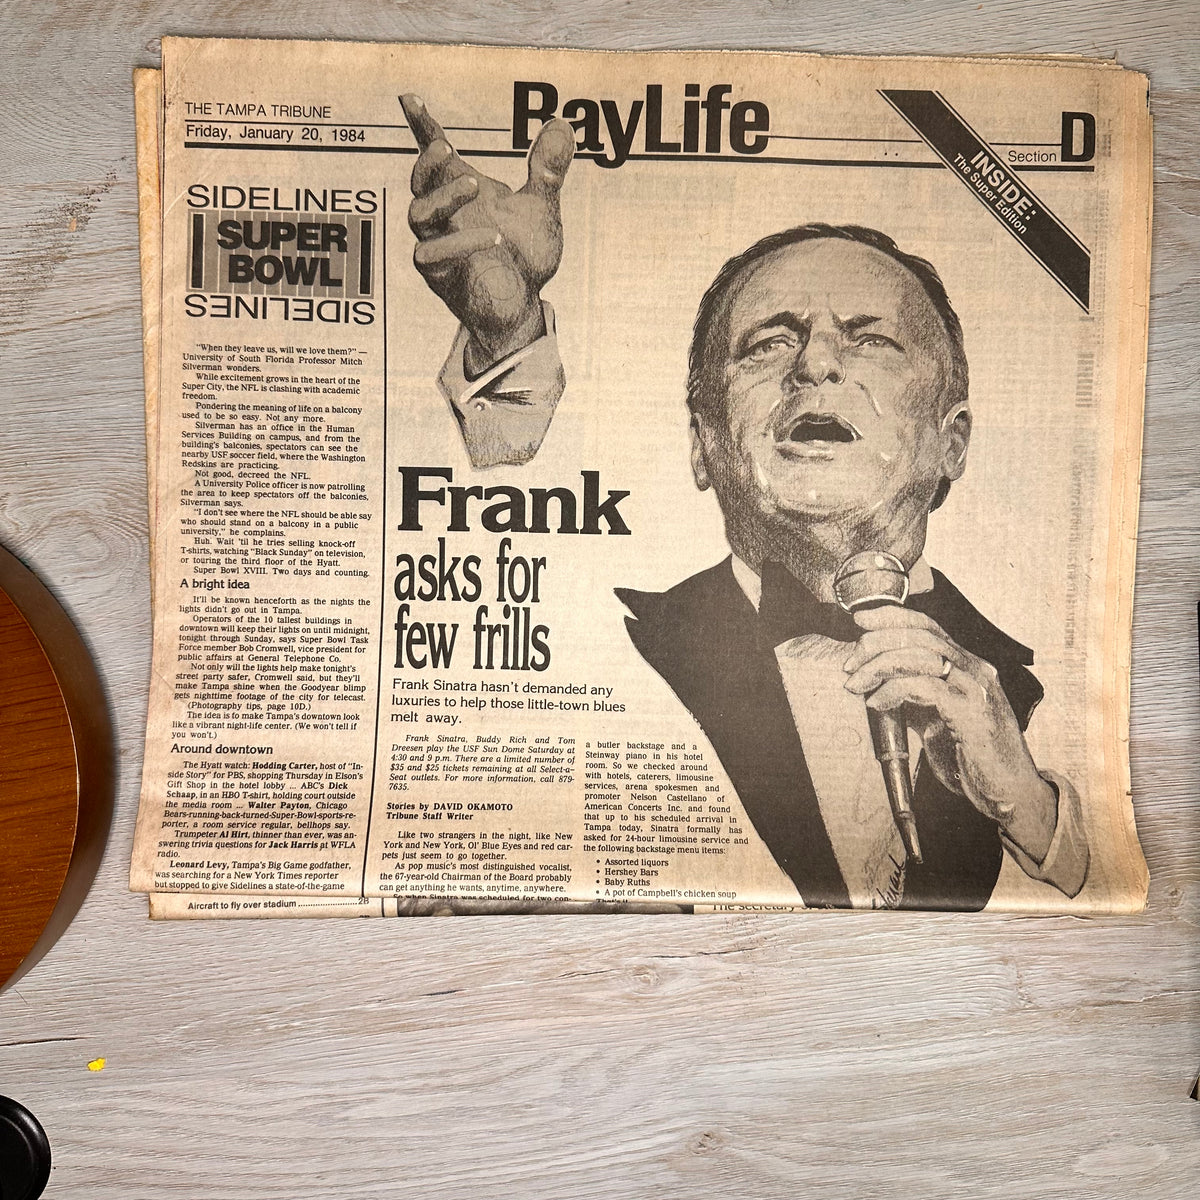 THE TAMPA TRIBUNE
Friday, January 20, 1984
BayLife
Section D
INSIDE:
The Super Edition
SIDELINES
SUPER
BOWL
SIDELINES
"When they leave us, will we love them?" —
University of South Florida Professor Mitch
Silverman wonders.
While excitement grows in the heart of the
Super City, the NFL is clashing with academic
freedom.
Pondering the meaning of life on a balcony
used to be so easy. Not any more.
Silverman has an office in the Human
Services Building on campus, and from the
building's balconies, spectators can see the
nearby USF soccer field, where the Washington
Redskins are practicing.
Not good, decreed the NFL.
A University Police officer is now patrolling
the area to keep spectators off the balconies,
Silverman says.
"I don't see where the NFL should be able say
who should stand on a balcony in a public
university," he complains.
Huh. Wait 'til he tries selling knock-off
T-shirts, watching "Black Sunday" on television,
or touring the third floor of the Hyatt.
Super Bowl XVIII. Two days and counting.
A bright idea
It'll be known henceforth as the nights the
lights didn't go out in Tampa.
Operators of the 10 tallest buildings in
downtown will keep their lights on until midnight,
tonight through Sunday, says Super Bowl Task
Force member Bob Cromwell, vice president for
public affairs at General Telephone Co.
Not only will the lights help make tonight's
street party safer, Cromwell said, but they'll
make Tampa shine when the Goodyear blimp
gets nighttime footage of the city for telecast.
(Photography tips, page 10D.)
The idea is to make Tampa's downtown look
like a vibrant night-life center. (We won't tell if
you won't.)
Around downtown
The Hyatt watch: Hodding Carter, host of "In-
side Story" for PBS, shopping Thursday in Elson's
Gift Shop in the hotel lobby ... ABC's Dick
Schaap, in an HBO T-shirt, holding court outside
the media room ... Walter Payton, Chicago
Bears-running-back-turned-Super-Bowl-sports-re-
porter, a room service regular, bellhops say.
Trumpeter Al Hirt, thinner than ever, was an-
swering trivia questions for Jack Harris at WFLA
radio.
Leonard Levy, Tampa's Big Game godfather,
was searching for a New York Times reporter
but stopped to give Sidelines a state-of-the-game
Aircraft to fly over stadium ........................2B
Frank
asks for
few frills
Frank Sinatra hasn't demanded any
luxuries to help those little-town blues
melt away.
Frank Sinatra, Buddy Rich and Tom
Dreesen play the USF Sun Dome Saturday at
4:30 and 9 p.m. There are a limited number of
$35 and $25 tickets remaining at all Select-a-
Seat outlets. For more information, call 879-
7635.
Stories by DAVID OKAMOTO
Tribune Staff Writer
Like two strangers in the night, like New
York and New York, Ol' Blue Eyes and red car-
pets just seem to go together.
As pop music's most distinguished vocalist,
the 67-year-old Chairman of the Board probably
can get anything he wants, anytime, anywhere.
So when Sinatra was scheduled for two con-
a butler backstage and a
Steinway piano in his hotel
room. So we checked around
with hotels, caterers, limousine
services, arena spokesmen and
promoter Nelson Castellano of
American Concerts Inc. and found
that up to his scheduled arrival in
Tampa today, Sinatra formally has
asked for 24-hour limousine service and
the following backstage menu items:
• Assorted liquors
• Hershey Bars
• Baby Ruths
• A pot of Campbell's chicken soup
That's it.
The secretary